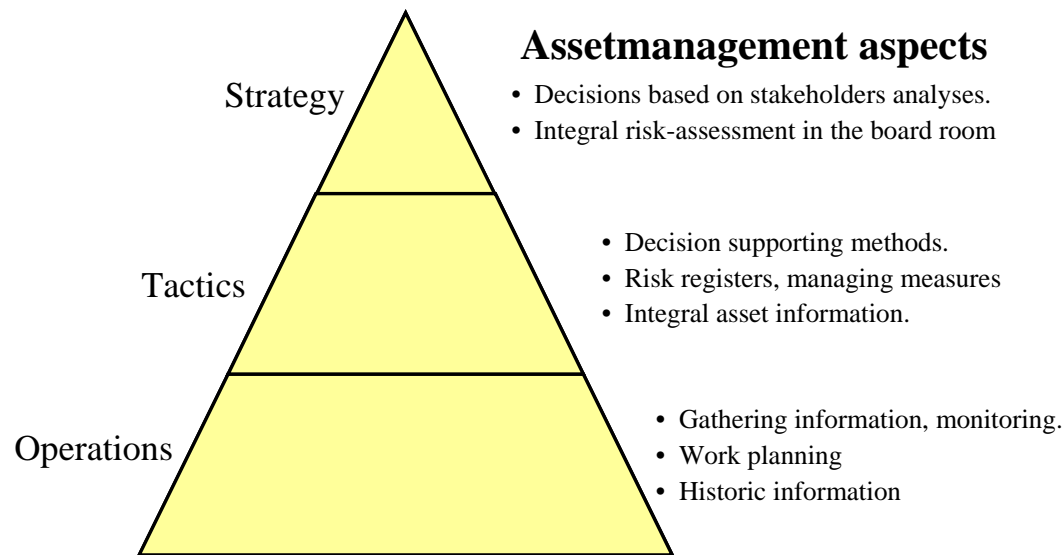 Assetmanagement aspects
Strategy
• Decisions based on stakeholders analyses.
• Integral risk-assessment in the board room
Tactics
• Decision supporting methods.
• Risk registers, managing measures
• Integral asset information.
Operations
• Gathering information, monitoring.
• Work planning
• Historic information